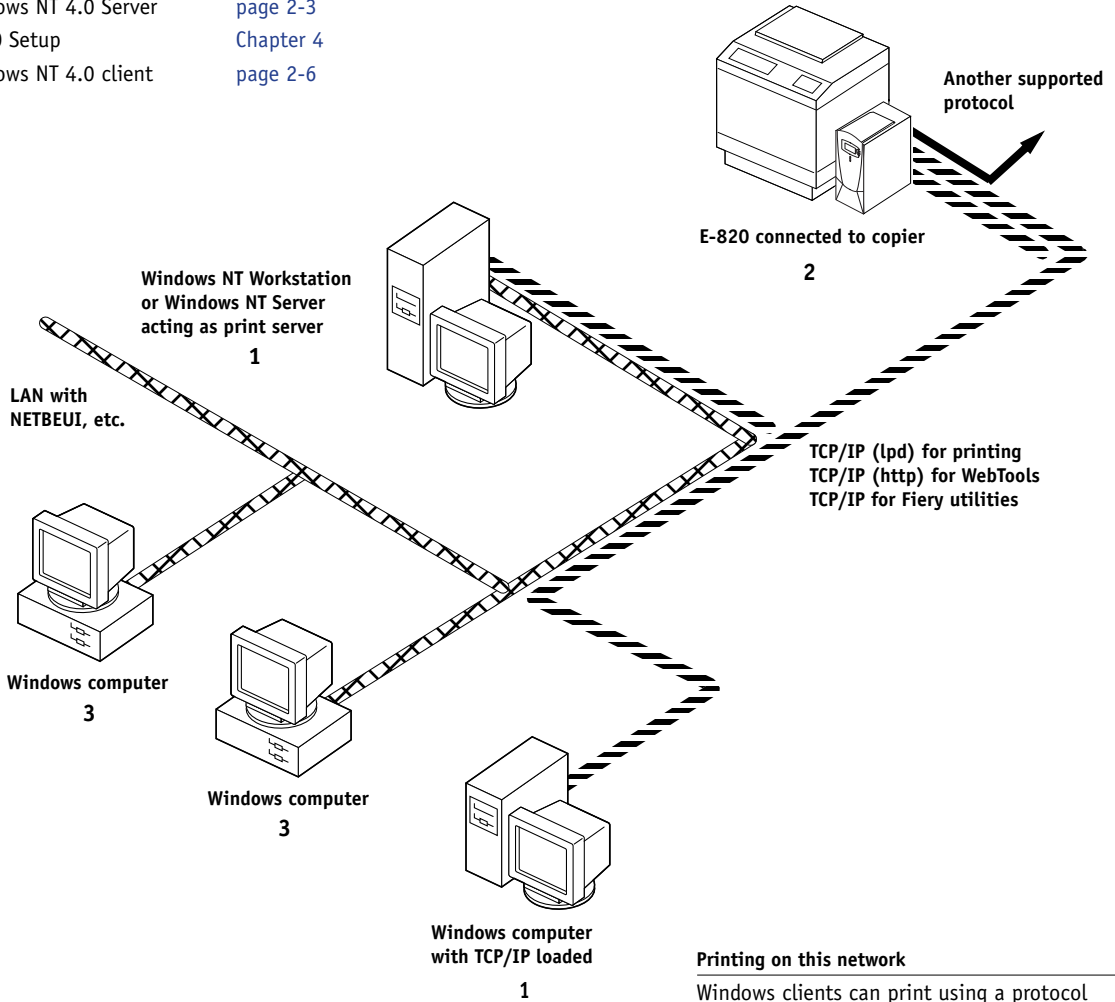 ows NT 4.0 Server page 2-3
0 Setup Chapter 4
ows NT 4.0 client page 2-6
Another supported
protocol
E-820 connected to copier
2
Windows NT Workstation
or Windows NT Server
acting as print server
1
LAN with
NETBEUI, etc.
TCP/IP (lpd) for printing
TCP/IP (http) for WebTools
TCP/IP for Fiery utilities
Windows computer
3
Windows computer
3
Windows computer
with TCP/IP loaded
1
Printing on this network
Windows clients can print using a protocol